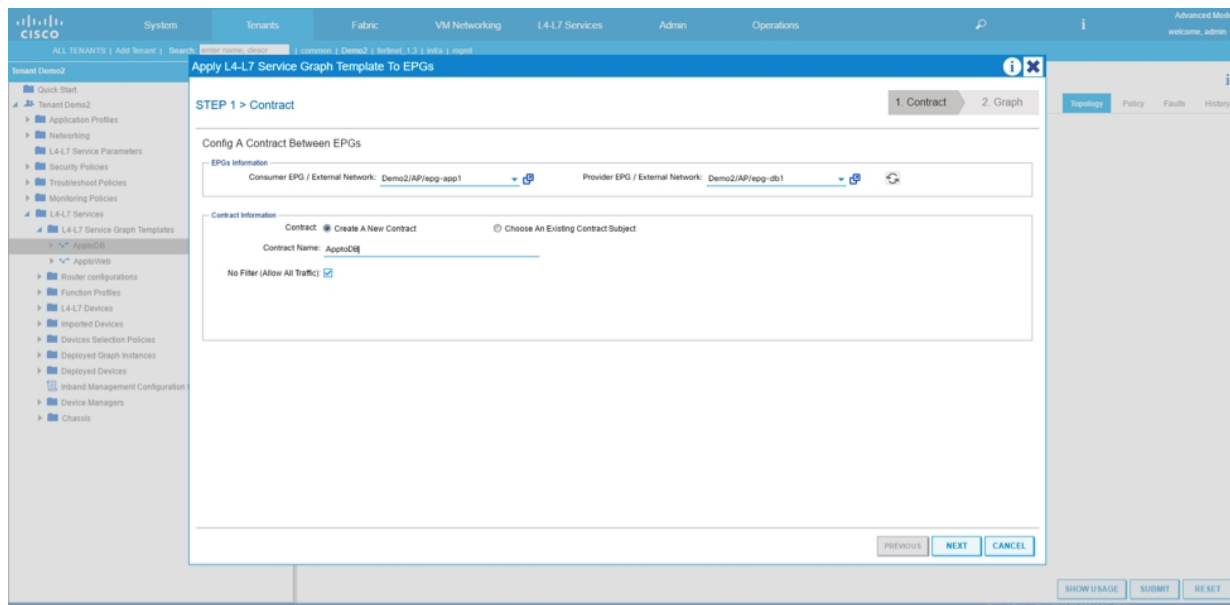 CISCO
System Tenants Fabric VM Networking L4-L7 Services Admin Operations
Advanced Mode
welcome, admin
ALL TENANTS | Add Tenant | Search: enter name, descr | common | Demo2 | fortinet_1.3 | infra | mgmt
Tenant Demo2
Quick Start
Tenant Demo2
Application Profiles
Networking
L4-L7 Service Parameters
Security Policies
Troubleshoot Policies
Monitoring Policies
L4-L7 Services
L4-L7 Service Graph Templates
ApptoDB
ApptoWeb
Router configurations
Function Profiles
L4-L7 Devices
Imported Devices
Devices Selection Policies
Deployed Graph Instances
Deployed Devices
Inband Management Configuration
Device Managers
Chassis
Apply L4-L7 Service Graph Template To EPGs
STEP 1 > Contract
1. Contract 2. Graph
Config A Contract Between EPGs
EPGs Information
Consumer EPG / External Network: Demo2/AP/epg-app1 Provider EPG / External Network: Demo2/AP/epg-db1
Contract Information
Contract: Create A New Contract Choose An Existing Contract Subject
Contract Name: ApptoDB
No Filter (Allow All Traffic):
PREVIOUS NEXT CANCEL
Topology Policy Faults History
SHOW USAGE SUBMIT RESET